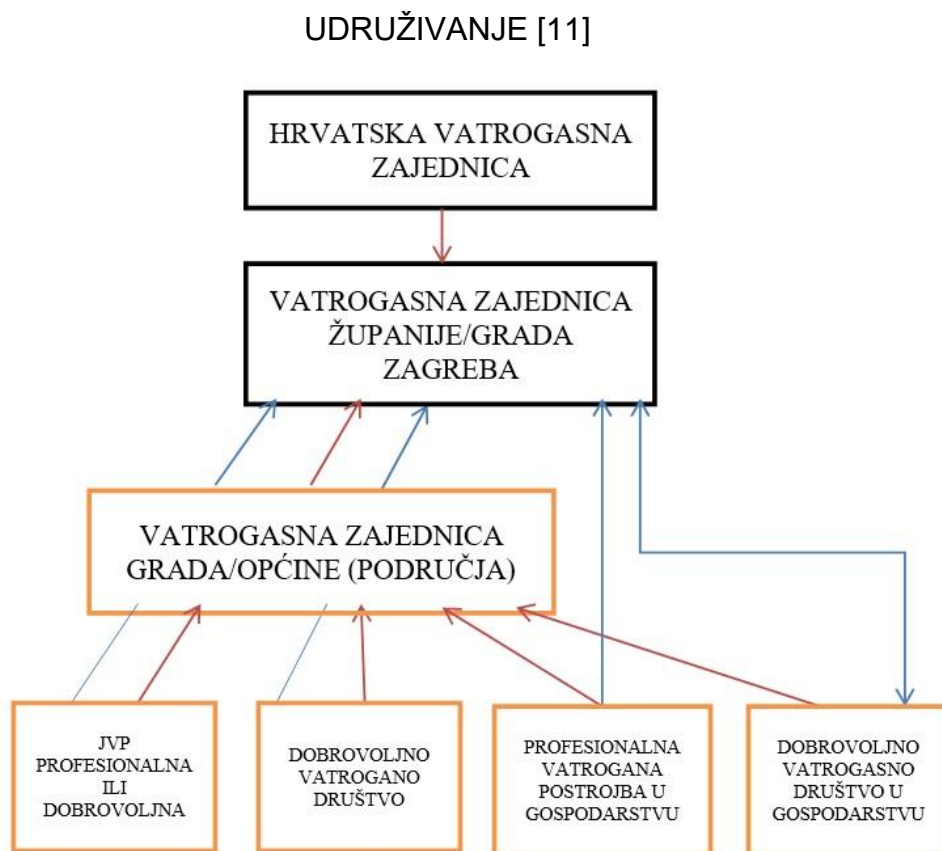 UDRUŽIVANJE [11]
HRVATSKA VATROGASNA
ZAJEDNICA
VATROGASNA ZAJEDNICA
ŽUPANIJE/GRADA
ZAGREBA
VATROGASNA ZAJEDNICA
GRADA/OPĆINE (PODRUČJA)
JVP
PROFESIONALNA
ILI
DOBROVOLJNA
DOBROVOLJNO
VATROGANO
DRUŠTVO
PROFESIONALNA
VATROGANA
POSTROJBA U
GOSPODARSTVU
DOBROVOLJNO
VATROGASNO
DRUŠTVO U
GOSPODARSTVU